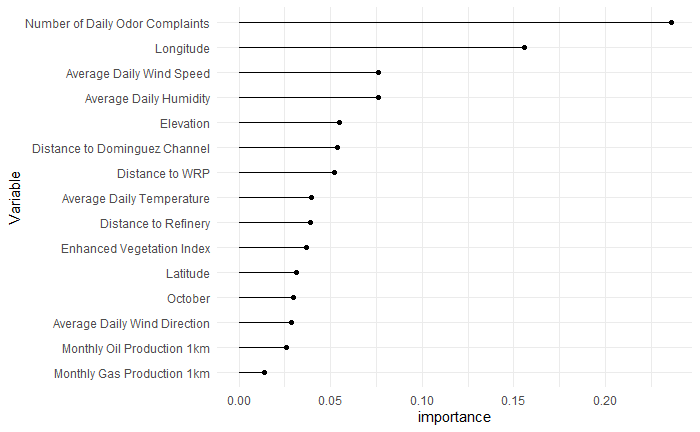 Number of Daily Odor Complaints
Longitude
Average Daily Wind Speed
Average Daily Humidity
Elevation
Distance to Dominguez Channel
Distance to WRP
Average Daily Temperature
Distance to Refinery
Enhanced Vegetation Index
Latitude
October
Average Daily Wind Direction
Monthly Oil Production 1km
Monthly Gas Production 1km
Variable
0.00 0.05 0.10 0.15 0.20
importance